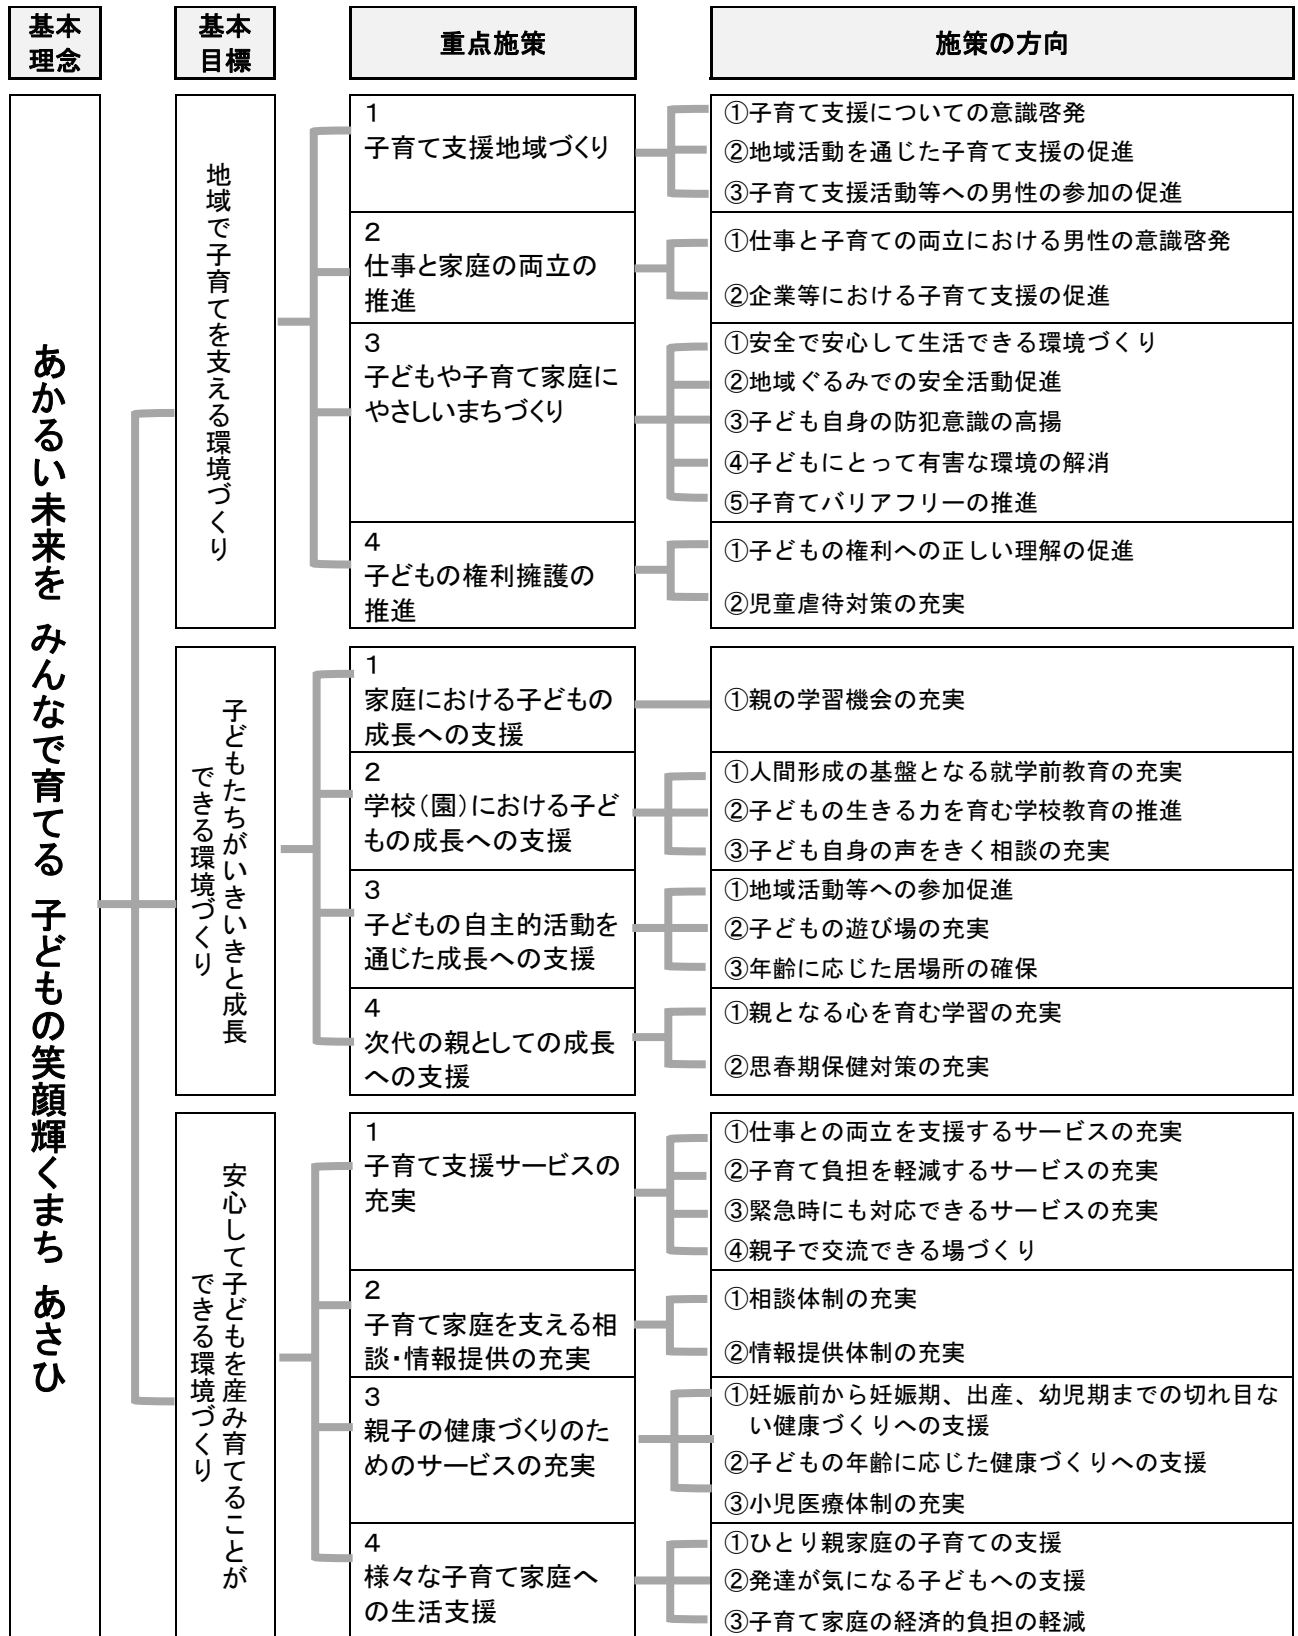 基本
理念
基本
目標
重点施策
施策の方向
あかるい未来を みんなで育てる 子どもの笑顔輝くまち あさひ
地域で子育てを支える環境づくり
1
子育て支援地域づくり
①子育て支援についての意識啓発
②地域活動を通じた子育て支援の促進
③子育て支援活動等への男性の参加の促進
2
仕事と家庭の両立の
推進
①仕事と子育ての両立における男性の意識啓発
②企業等における子育て支援の促進
3
子どもや子育て家庭に
やさしいまちづくり
①安全で安心して生活できる環境づくり
②地域ぐるみでの安全活動促進
③子ども自身の防犯意識の高揚
④子どもにとって有害な環境の解消
⑤子育てバリアフリーの推進
4
子どもの権利擁護の
推進
①子どもの権利への正しい理解の促進
②児童虐待対策の充実
子どもたちがいきいきと成長
できる環境づくり
1
家庭における子どもの
成長への支援
①親の学習機会の充実
2
学校(園)における子ど
もの成長への支援
①人間形成の基盤となる就学前教育の充実
②子どもの生きる力を育む学校教育の推進
③子ども自身の声をきく相談の充実
3
子どもの自主的活動を
通じた成長への支援
①地域活動等への参加促進
②子どもの遊び場の充実
③年齢に応じた居場所の確保
4
次代の親としての成長
への支援
①親となる心を育む学習の充実
②思春期保健対策の充実
安心して子どもを産み育てることが
できる環境づくり
1
子育て支援サービスの
充実
①仕事との両立を支援するサービスの充実
②子育て負担を軽減するサービスの充実
③緊急時にも対応できるサービスの充実
④親子で交流できる場づくり
2
子育て家庭を支える相
談・情報提供の充実
①相談体制の充実
②情報提供体制の充実
3
親子の健康づくりのた
めのサービスの充実
①妊娠前から妊娠期、出産、幼児期までの切れ目な
い健康づくりへの支援
②子どもの年齢に応じた健康づくりへの支援
③小児医療体制の充実
4
様々な子育て家庭へ
の生活支援
①ひとり親家庭の子育ての支援
②発達が気になる子どもへの支援
③子育て家庭の経済的負担の軽減